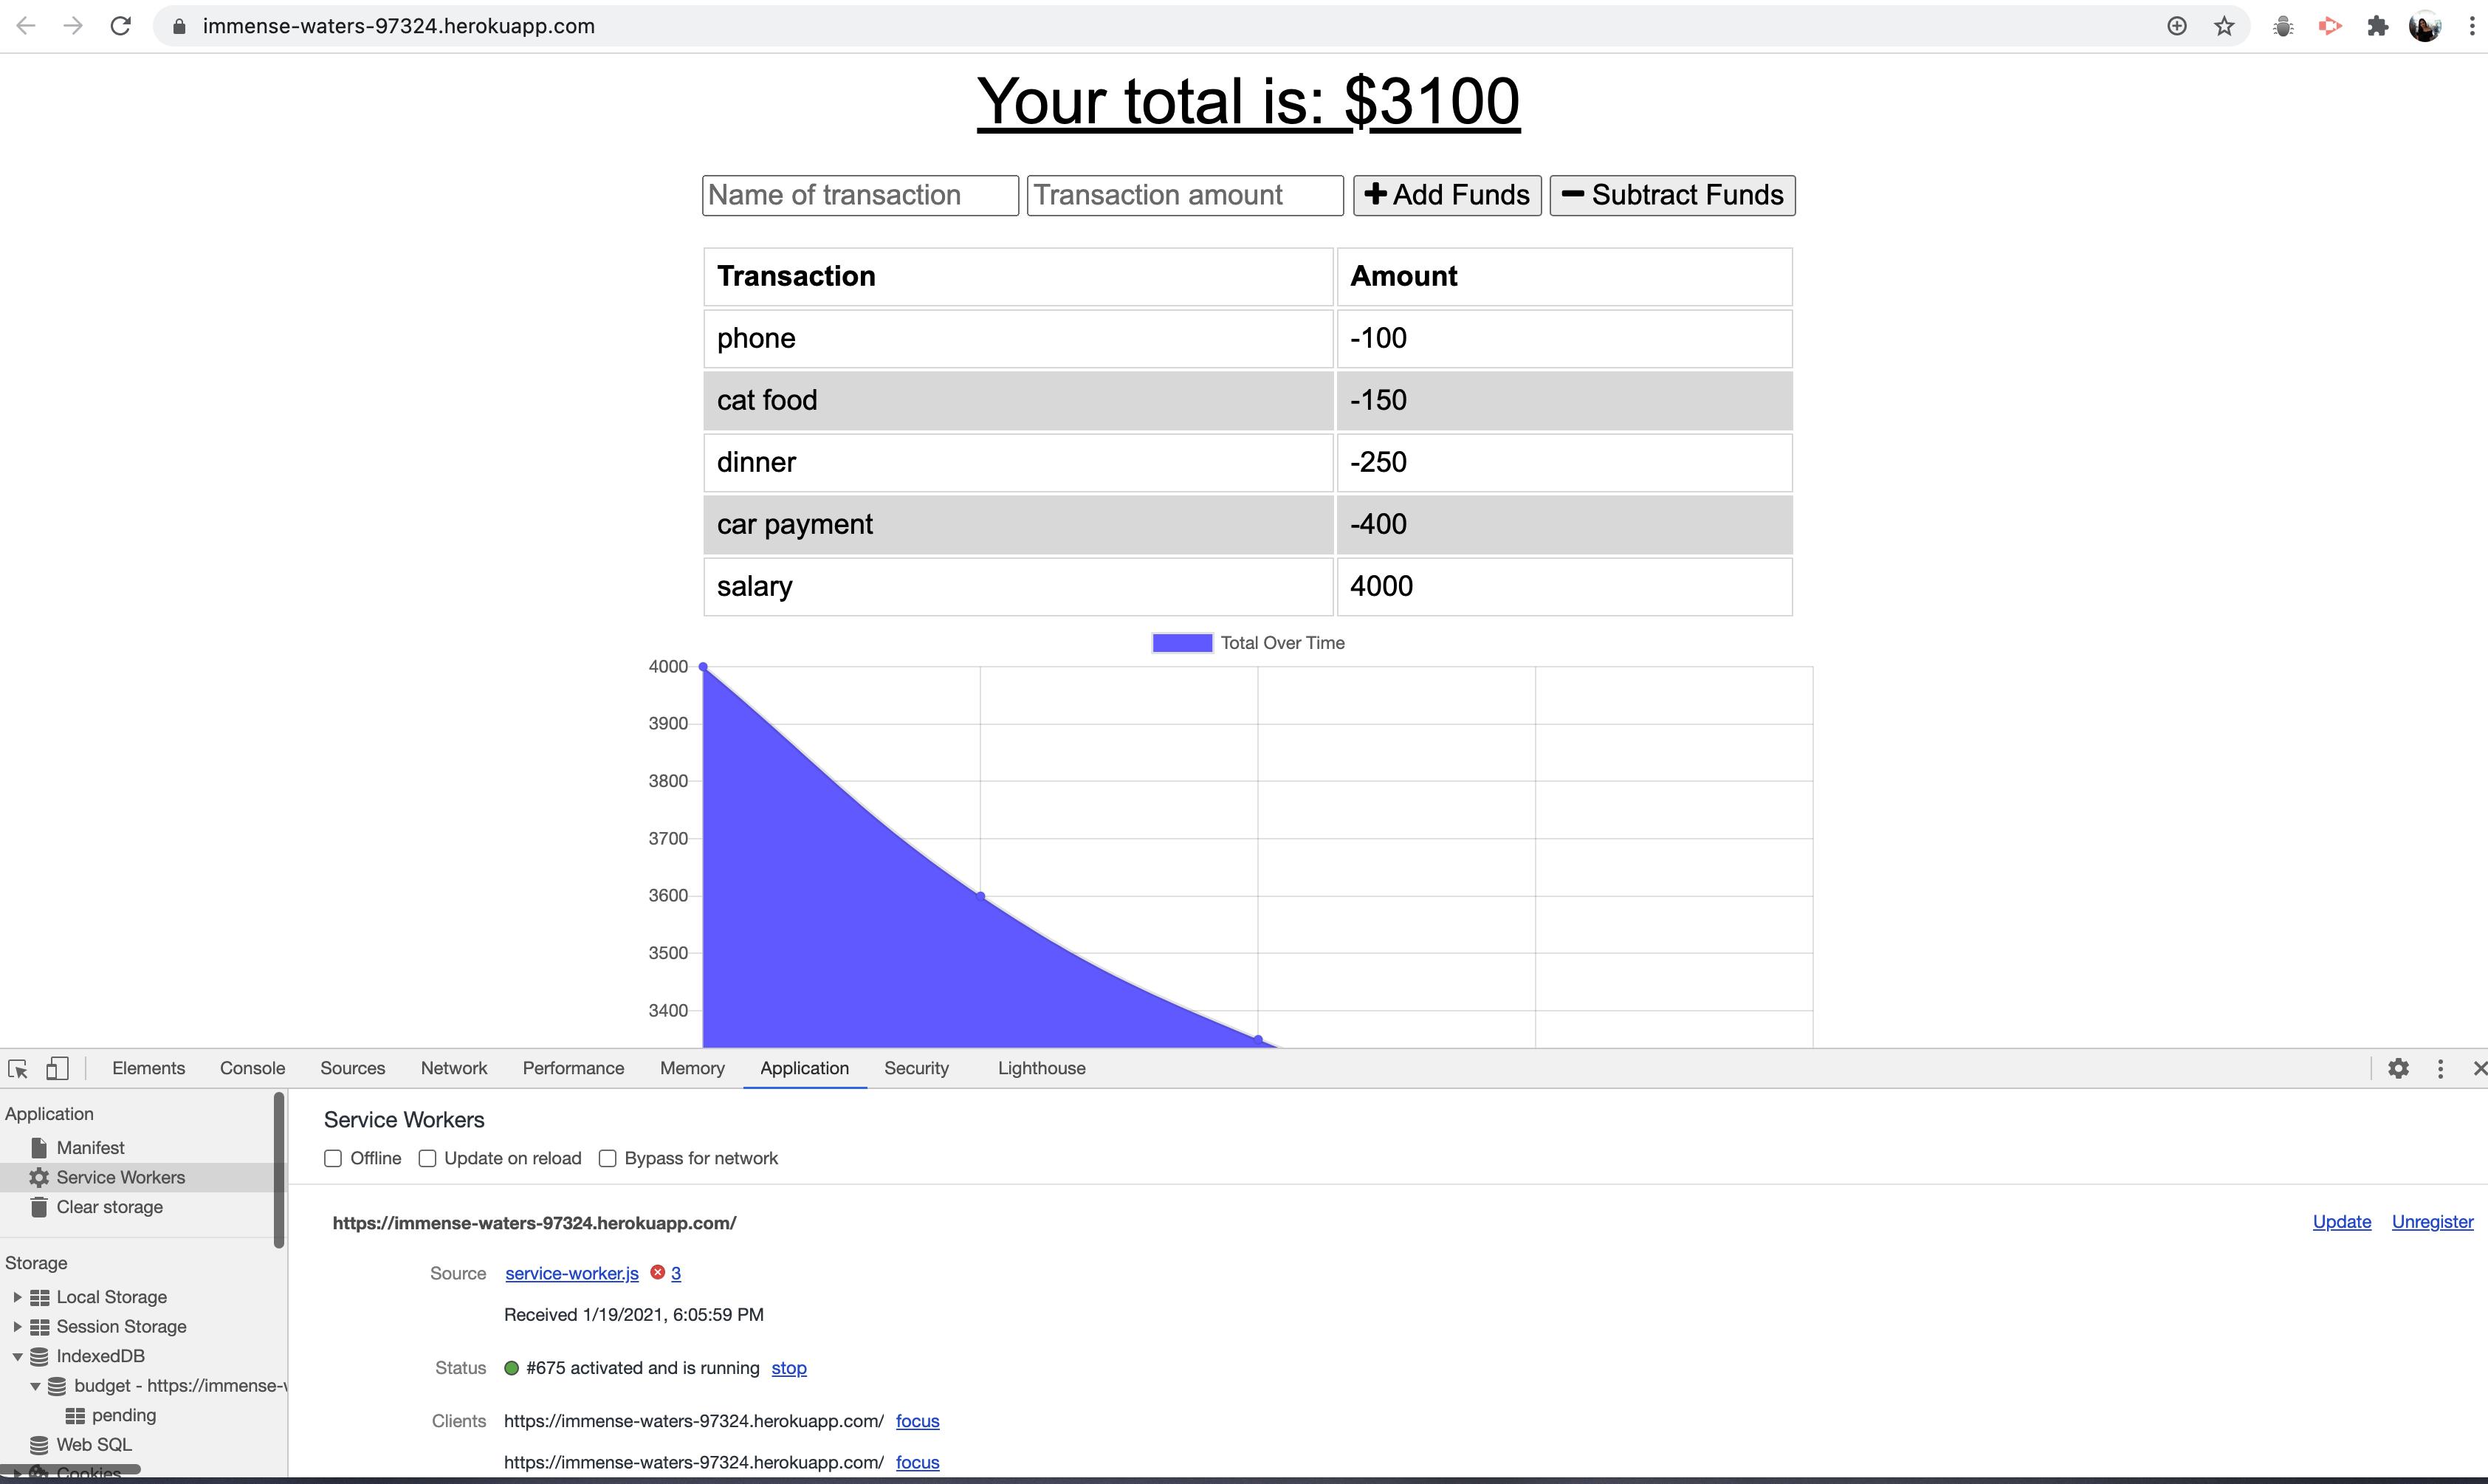 immense-waters-97324.herokuapp.com
Your total is: $3100
Name of transaction Transaction amount Add Funds Subtract Funds
Transaction Amount
phone -100
cat food -150
dinner -250
car payment -400
salary 4000
Total Over Time
4000
3900
3800
3700
3600
3500
3400
Elements Console Sources Network Performance Memory Application Security Lighthouse
Application
Manifest
Service Workers
Clear storage
Storage
Local Storage
Session Storage
IndexedDB
budget - https://immense-w
pending
Web SQL
Cookies
Service Workers
Offline Update on reload Bypass for network
https://immense-waters-97324.herokuapp.com/ Update Unregister
Source service-worker.js 3
Received 1/19/2021, 6:05:59 PM
Status #675 activated and is running stop
Clients https://immense-waters-97324.herokuapp.com/ focus
https://immense-waters-97324.herokuapp.com/ focus